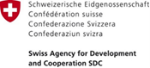 Schweizerische Eidgenossenschaft
Confédération suisse
Confederazione Svizzera
Confederaziun svizra
Swiss Agency for Development
and Cooperation SDC